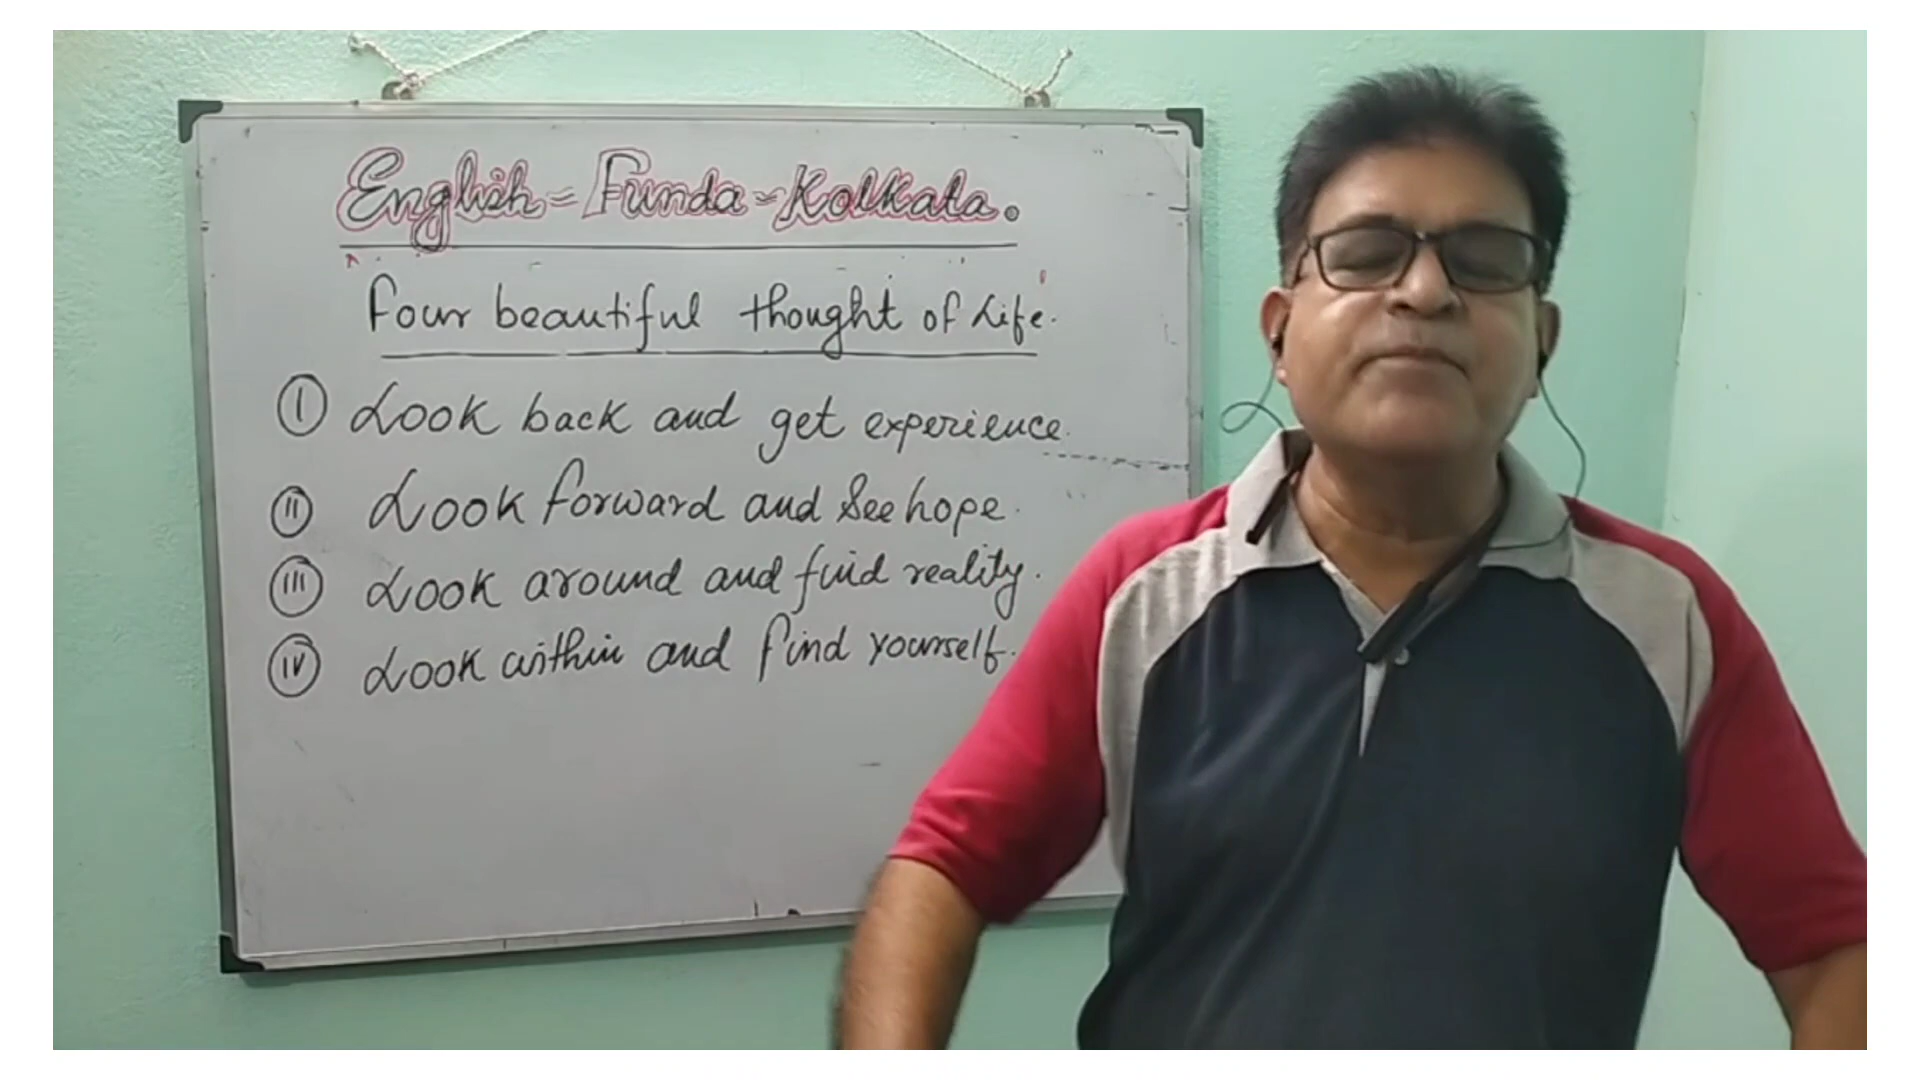 English = Funda = Kolkata.
Four beautiful thought of Life.
I Look back and get experience.
II Look forward and See hope.
III Look around and find reality.
IV Look within and find yourself.